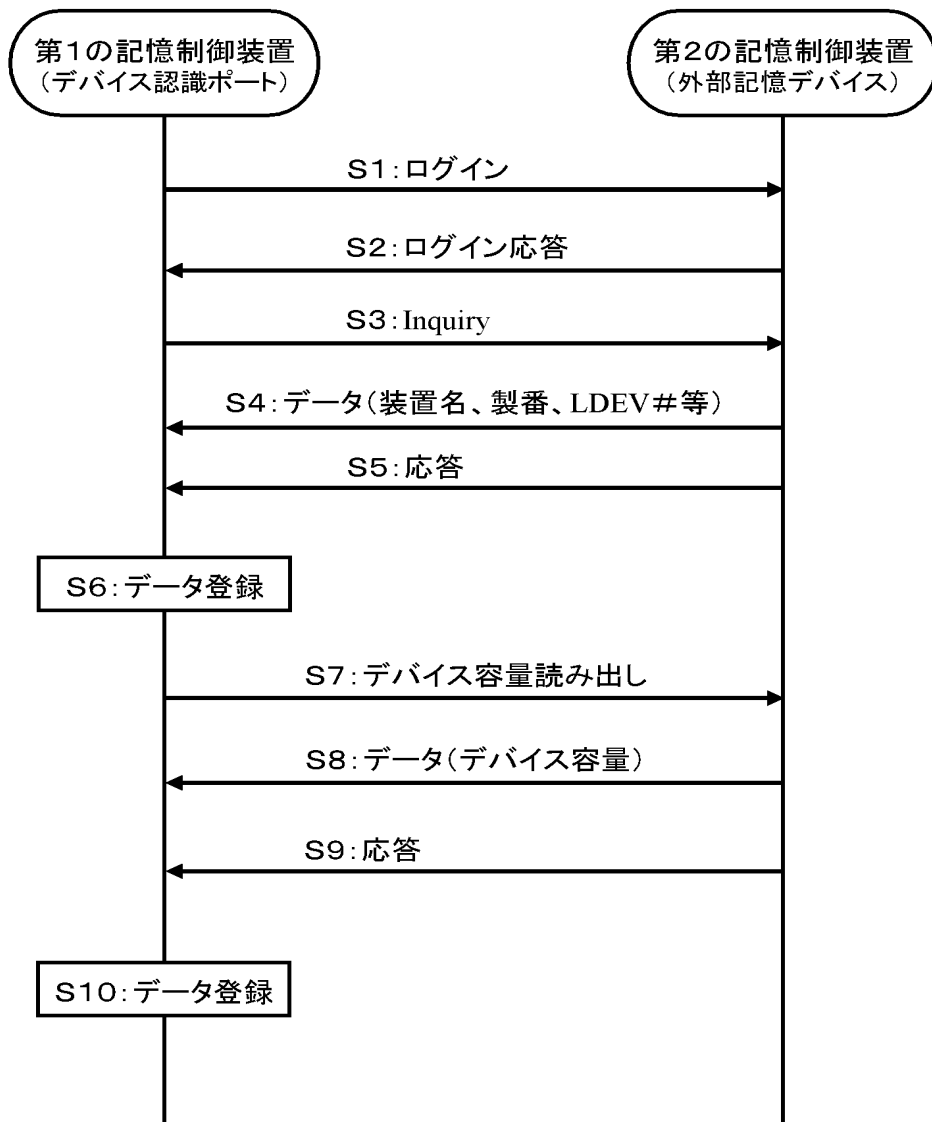 第1の記憶制御装置
(デバイス認識ポート)
第2の記憶制御装置
(外部記憶デバイス)
S1:ログイン
S2:ログイン応答
S3:Inquiry
S4:データ(装置名、製番、LDEV#等)
S5:応答
S6:データ登録
S7:デバイス容量読み出し
S8:データ(デバイス容量)
S9:応答
S10:データ登録